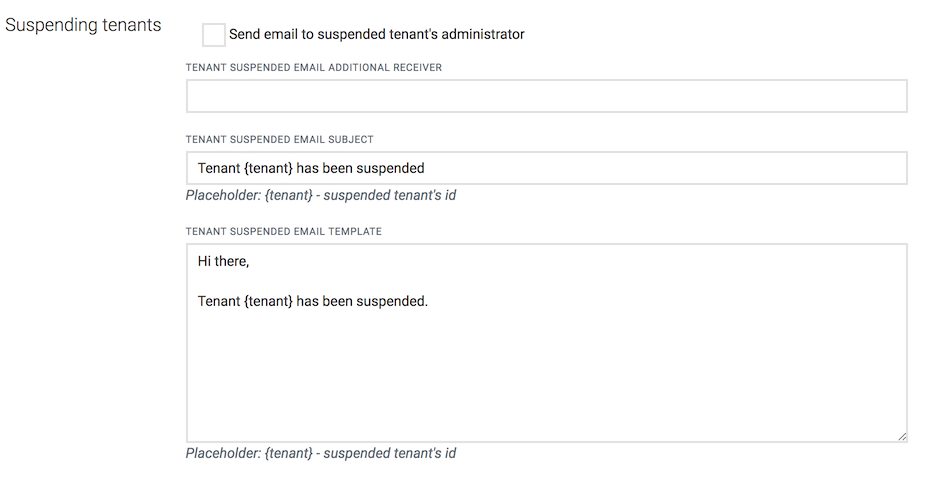 Suspending tenants
Send email to suspended tenant's administrator
TENANT SUSPENDED EMAIL ADDITIONAL RECEIVER
TENANT SUSPENDED EMAIL SUBJECT
Tenant {tenant} has been suspended
Placeholder: {tenant} - suspended tenant's id
TENANT SUSPENDED EMAIL TEMPLATE
Hi there,
Tenant {tenant} has been suspended.
Placeholder: {tenant} - suspended tenant's id